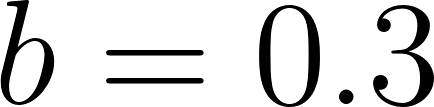 b = 0.3